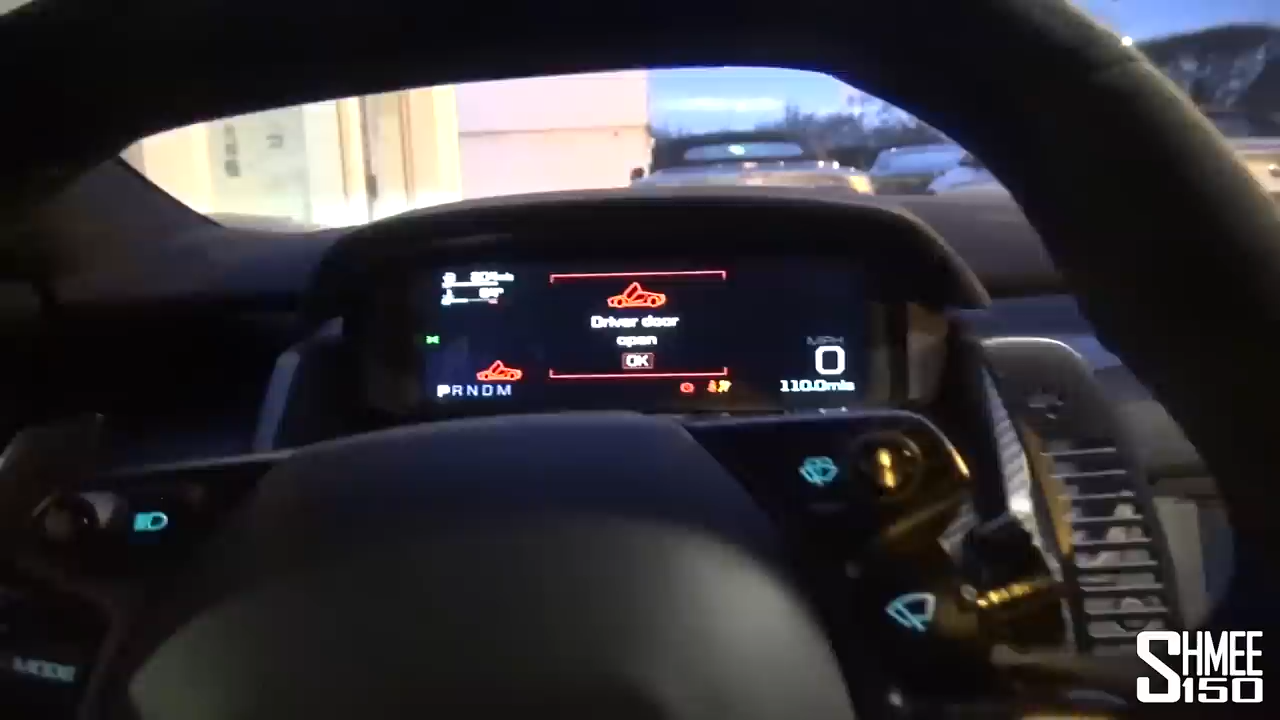 Driver door
open
OK
PRNDM
MPH
0
110.0mls
MODE
SHMEE
150